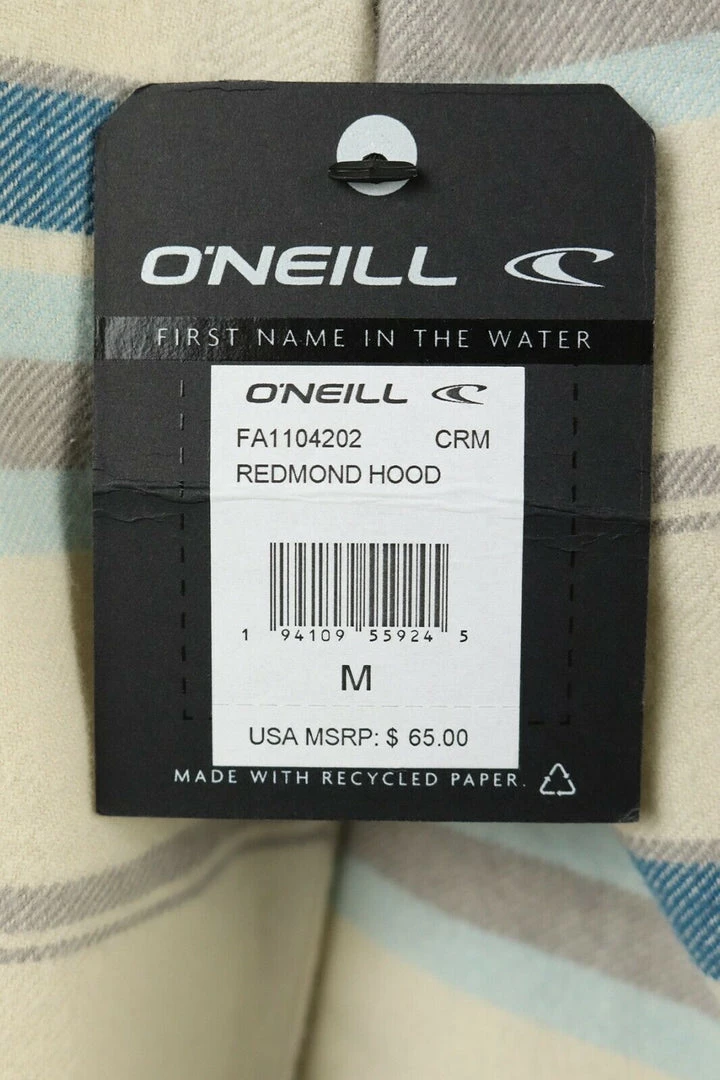 O'NEILL
FIRST NAME IN THE WATER
O'NEILL
FA1104202 CRM
REDMOND HOOD
1 94109 55924 5
M
USA MSRP: $ 65.00
MADE WITH RECYCLED PAPER.